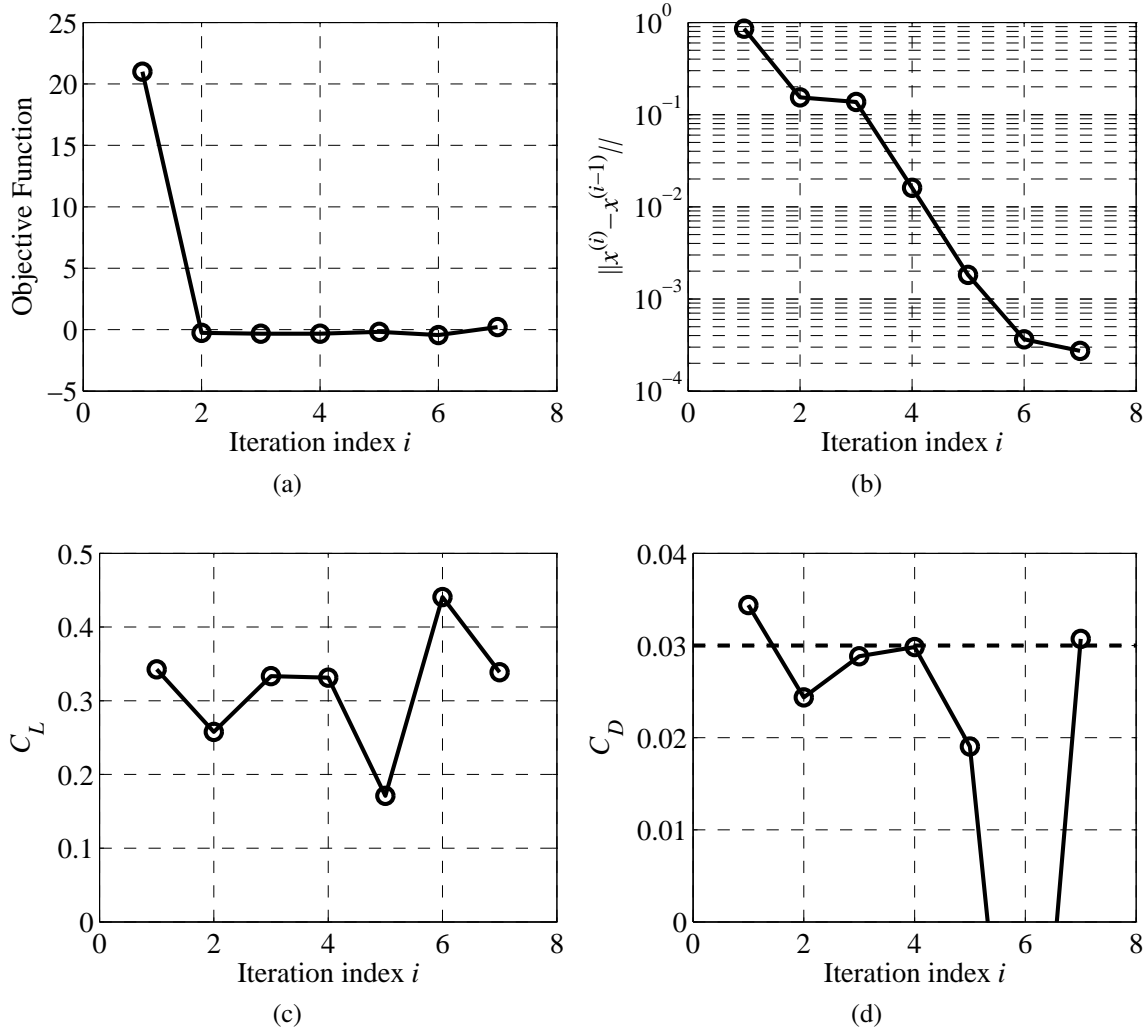 25
20
15
10
5
0
−5
0 2 4 6 8
Objective Function
Iteration index i
(a)
10^0
10^−1
10^−2
10^−3
10^−4
0 2 4 6 8
||x^(i)−x^(i−1)||
Iteration index i
(b)
0.5
0.4
0.3
0.2
0.1
0
0 2 4 6 8
C_L
Iteration index i
(c)
0.04
0.03
0.02
0.01
0
0 2 4 6 8
C_D
Iteration index i
(d)